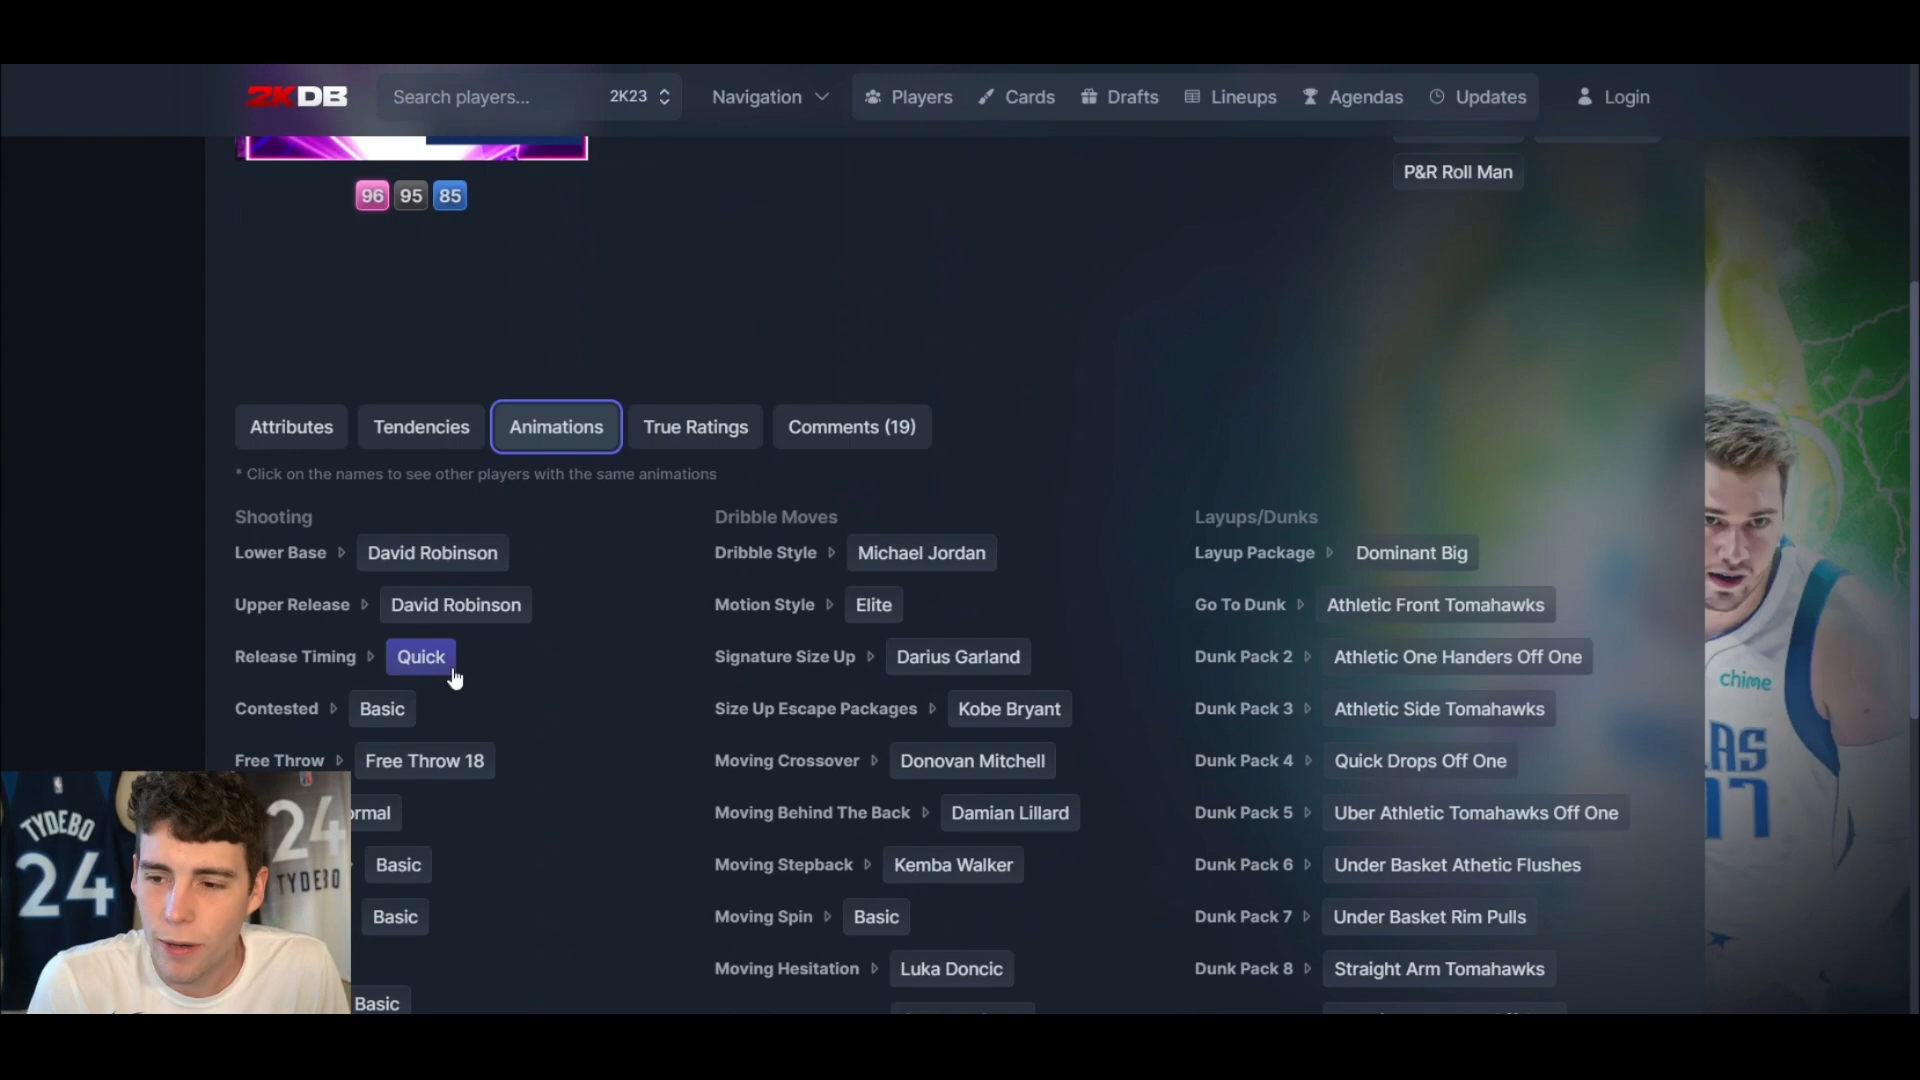 2KDB Search players... 2K23 Navigation Players Cards Drafts Lineups Agendas Updates Login
P&R Roll Man
96 95 85
Attributes Tendencies Animations True Ratings Comments (19)
* Click on the names to see other players with the same animations
Shooting
Lower Base David Robinson
Upper Release David Robinson
Release Timing Quick
Contested Basic
Free Throw Free Throw 18
ormal
Basic
Basic
Basic
Dribble Moves
Dribble Style Michael Jordan
Motion Style Elite
Signature Size Up Darius Garland
Size Up Escape Packages Kobe Bryant
Moving Crossover Donovan Mitchell
Moving Behind The Back Damian Lillard
Moving Stepback Kemba Walker
Moving Spin Basic
Moving Hesitation Luka Doncic
Layups/Dunks
Layup Package Dominant Big
Go To Dunk Athletic Front Tomahawks
Dunk Pack 2 Athletic One Handers Off One
Dunk Pack 3 Athletic Side Tomahawks
Dunk Pack 4 Quick Drops Off One
Dunk Pack 5 Uber Athletic Tomahawks Off One
Dunk Pack 6 Under Basket Athetic Flushes
Dunk Pack 7 Under Basket Rim Pulls
Dunk Pack 8 Straight Arm Tomahawks
TYDEBO
24
24
TYDEBO
chime
AS